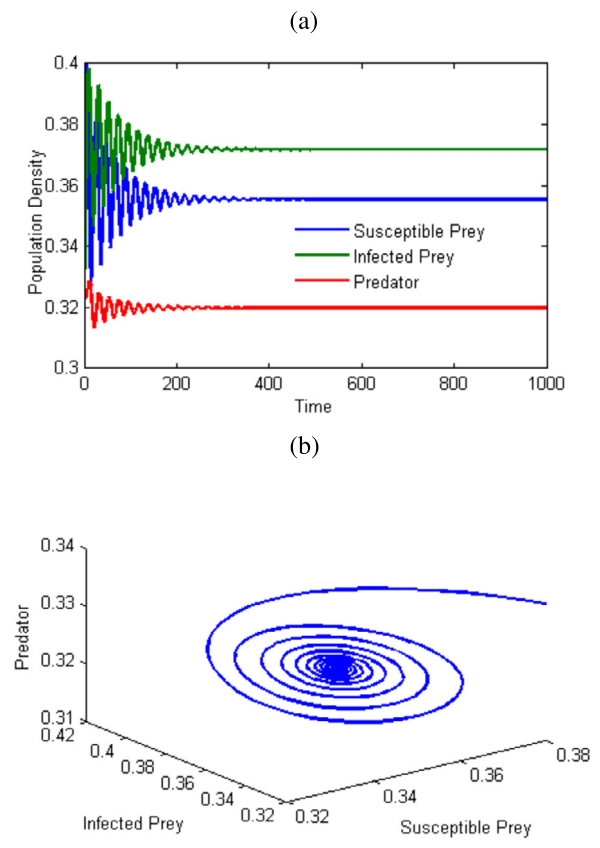 (a)
0.4
0.38
0.36
0.34
0.32
0.3
Population Density
Susceptible Prey
Infected Prey
Predator
0 200 400 600 800 1000
Time
(b)
0.34
0.33
0.32
0.31
Predator
0.42
0.4
0.38
0.36
0.34
0.32
Infected Prey
0.32
0.34
0.36
0.38
Susceptible Prey